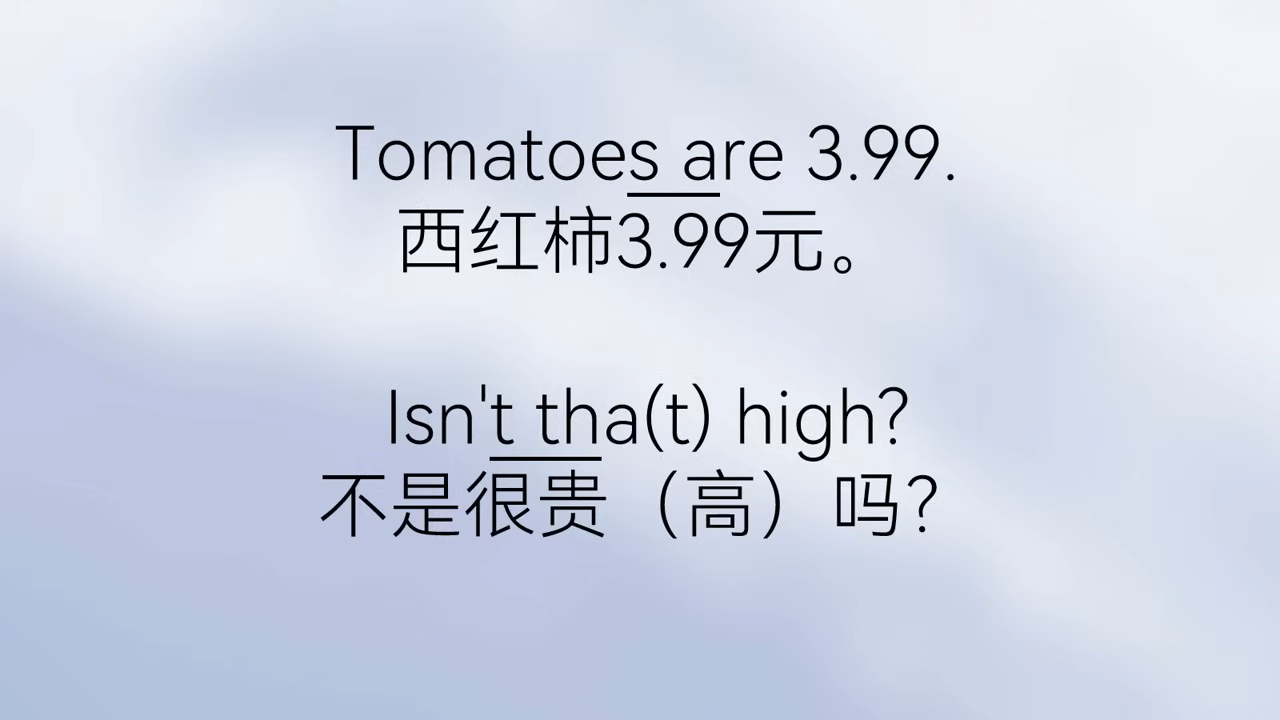 Tomatoes are 3.99.
西红柿3.99元。
Isn't tha(t) high?
不是很贵（高）吗?